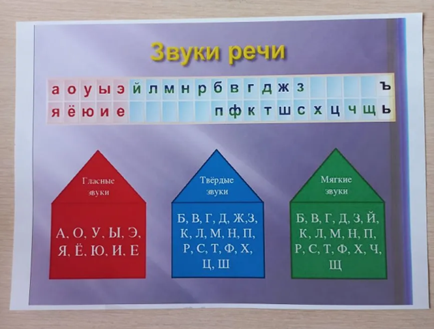 Звуки речи
а о у ы э й л м н р б в г д ж з ъ
я ё ю и е п ф к т ш с х ц ч щ ь
Гласные
звуки
А, О, У, Ы, Э,
Я, Ё, Ю, И, Е
Твёрдые
звуки
Б, В, Г, Д, Ж,З,
К, Л, М, Н, П,
Р, С, Т, Ф, Х,
Ц, Ш
Мягкие
звуки
Б, В, Г, Д, З, Й,
К, Л, М, Н, П,
Р, С, Т, Ф, Х, Ч,
Щ